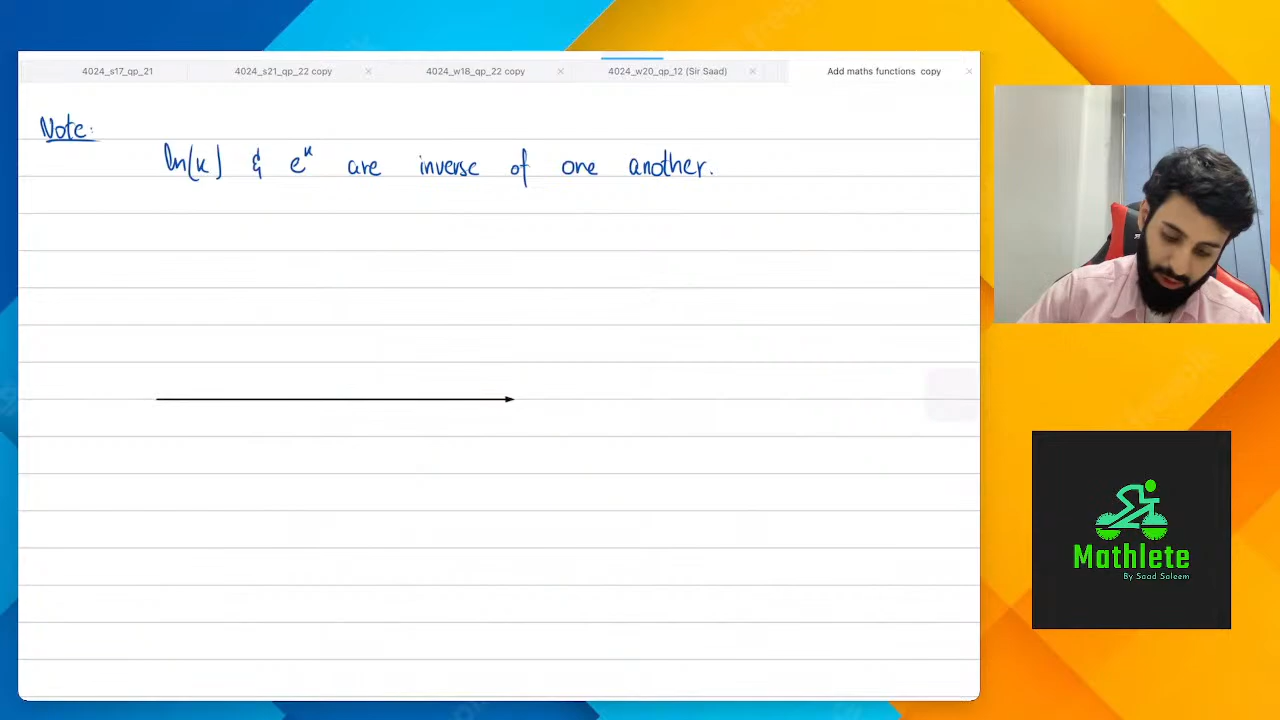 4024_s17_qp_21
4024_s21_qp_22 copy
4024_w18_qp_22 copy
4024_w20_qp_12 (Sir Saad)
Add maths functions copy
Note:
ln(x) & eˣ are inverse of one another.
Mathlete
By Saad Saleem